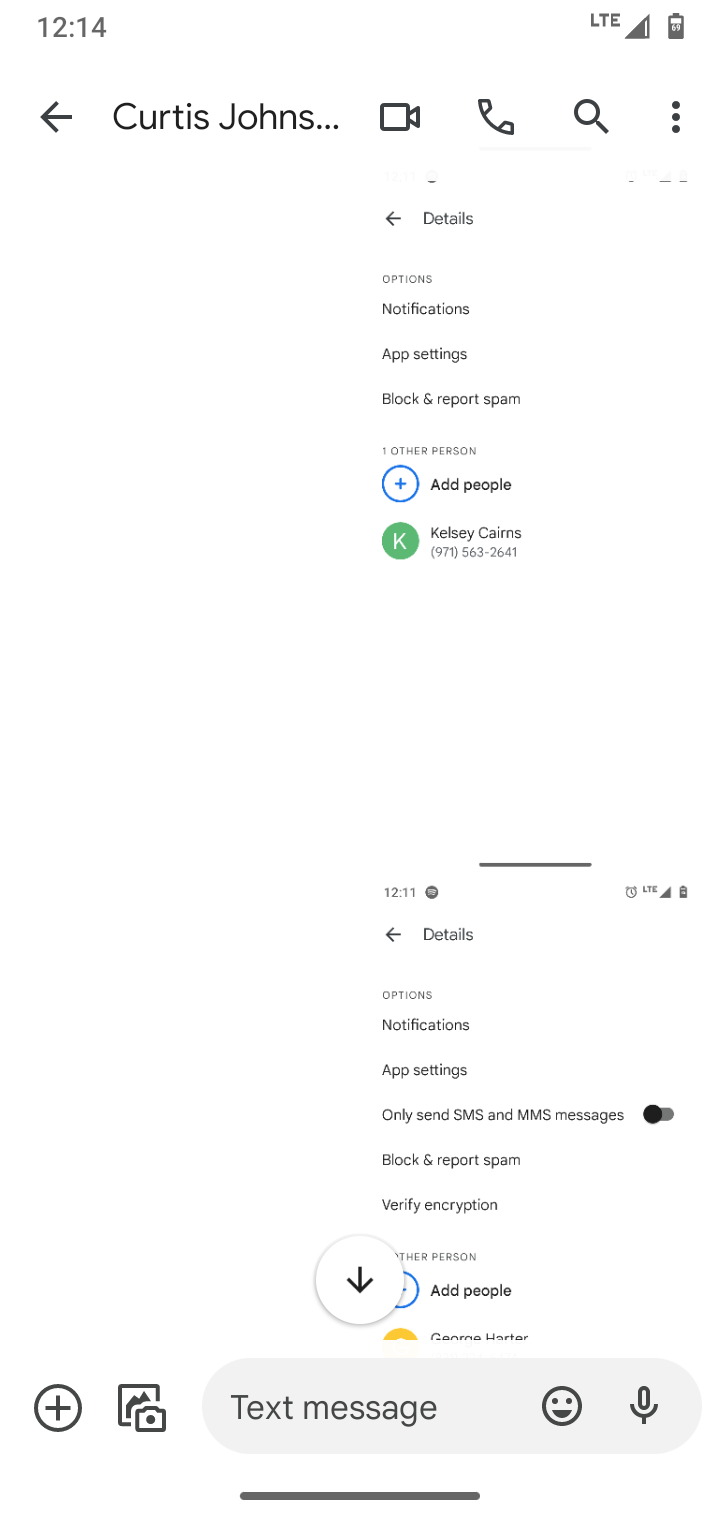 12:14 LTE 69
Curtis Johns...
Details
OPTIONS
Notifications
App settings
Block & report spam
1 OTHER PERSON
Add people
K Kelsey Cairns
(971) 563-2641
12:11 LTE
Details
OPTIONS
Notifications
App settings
Only send SMS and MMS messages
Block & report spam
Verify encryption
OTHER PERSON
Add people
George Harter
Text message